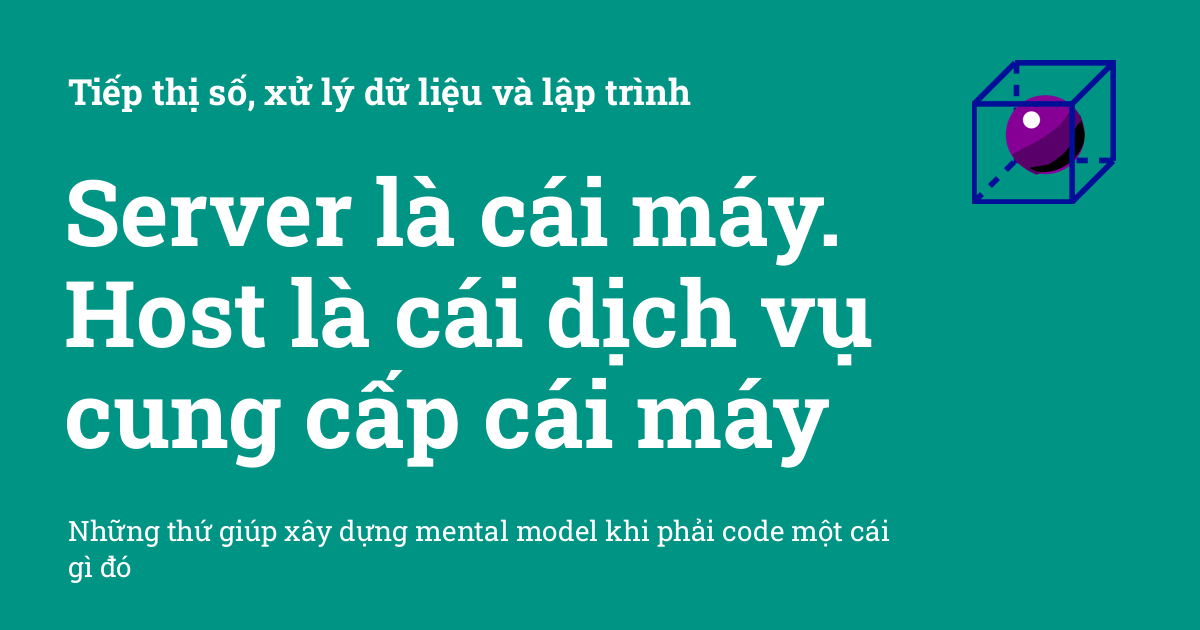 Tiếp thị số, xử lý dữ liệu và lập trình
Server là cái máy.
Host là cái dịch vụ
cung cấp cái máy
Những thứ giúp xây dựng mental model khi phải code một cái
gì đó